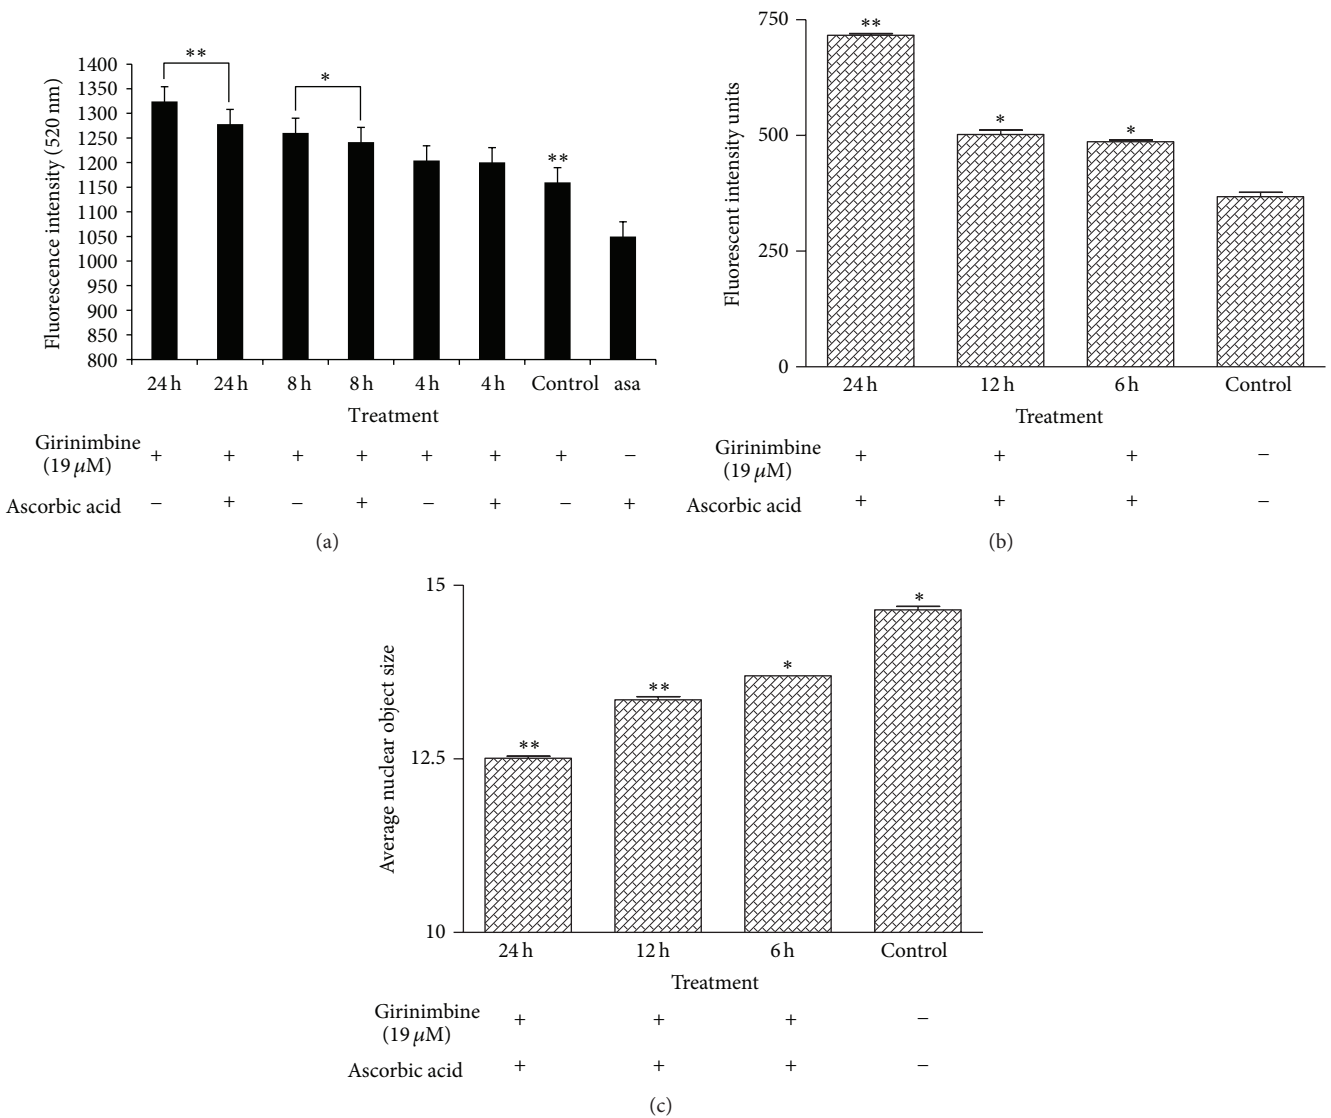 Fluorescence intensity (520 nm)
1400
1350
1300
1250
1200
1150
1100
1050
1000
950
900
850
800
** * **
24 h 24 h 8 h 8 h 4 h 4 h Control asa
Treatment
Girinimbine
(19 μM) + + + + + + + −
Ascorbic acid − + − + − + − +
(a)
Fluorescent intensity units
750
500
250
0
** * *
24 h 12 h 6 h Control
Treatment
Girinimbine
(19 μM) + + + −
Ascorbic acid + + + −
(b)
Average nuclear object size
15
12.5
10
** ** * *
24 h 12 h 6 h Control
Treatment
Girinimbine
(19 μM) + + + −
Ascorbic acid + + + −
(c)